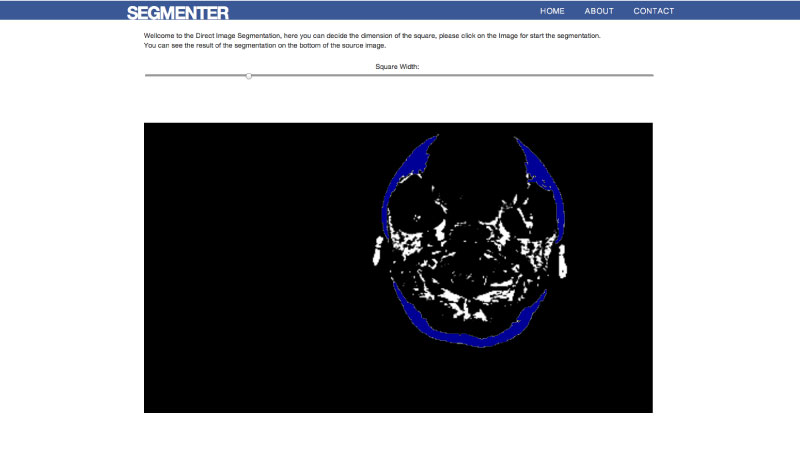 SEGMENTER
HOME ABOUT CONTACT
Wellcome to the Direct Image Segmentation, here you can decide the dimension of the square, please click on the Image for start the segmentation.
You can see the result of the segmentation on the bottom of the source image.
Square Width: